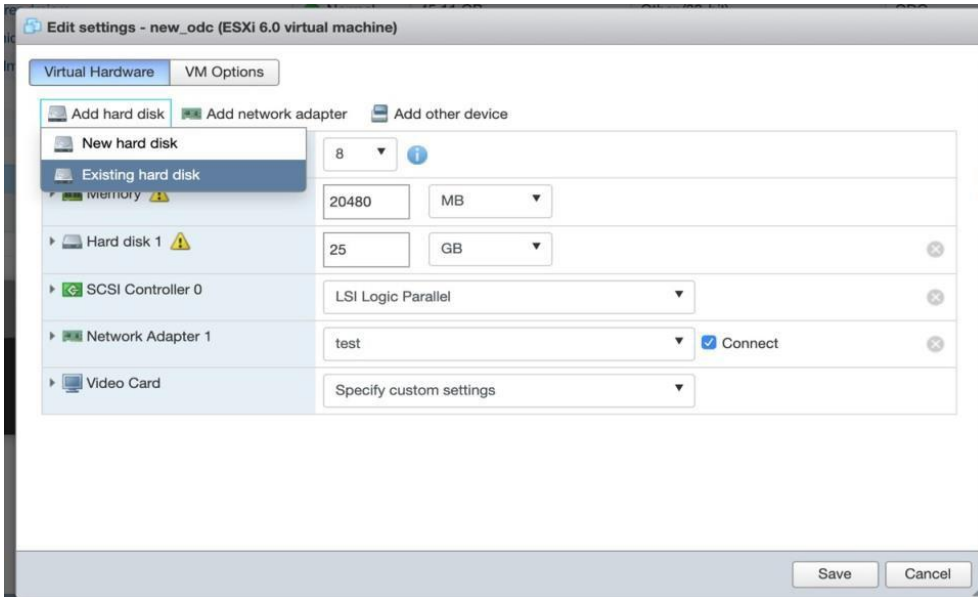 Edit settings - new_odc (ESXi 6.0 virtual machine)
Virtual Hardware VM Options
Add hard disk Add network adapter Add other device
New hard disk
8
Existing hard disk
Memory
20480 MB
Hard disk 1
25 GB
SCSI Controller 0
LSI Logic Parallel
Network Adapter 1
test Connect
Video Card
Specify custom settings
Save Cancel